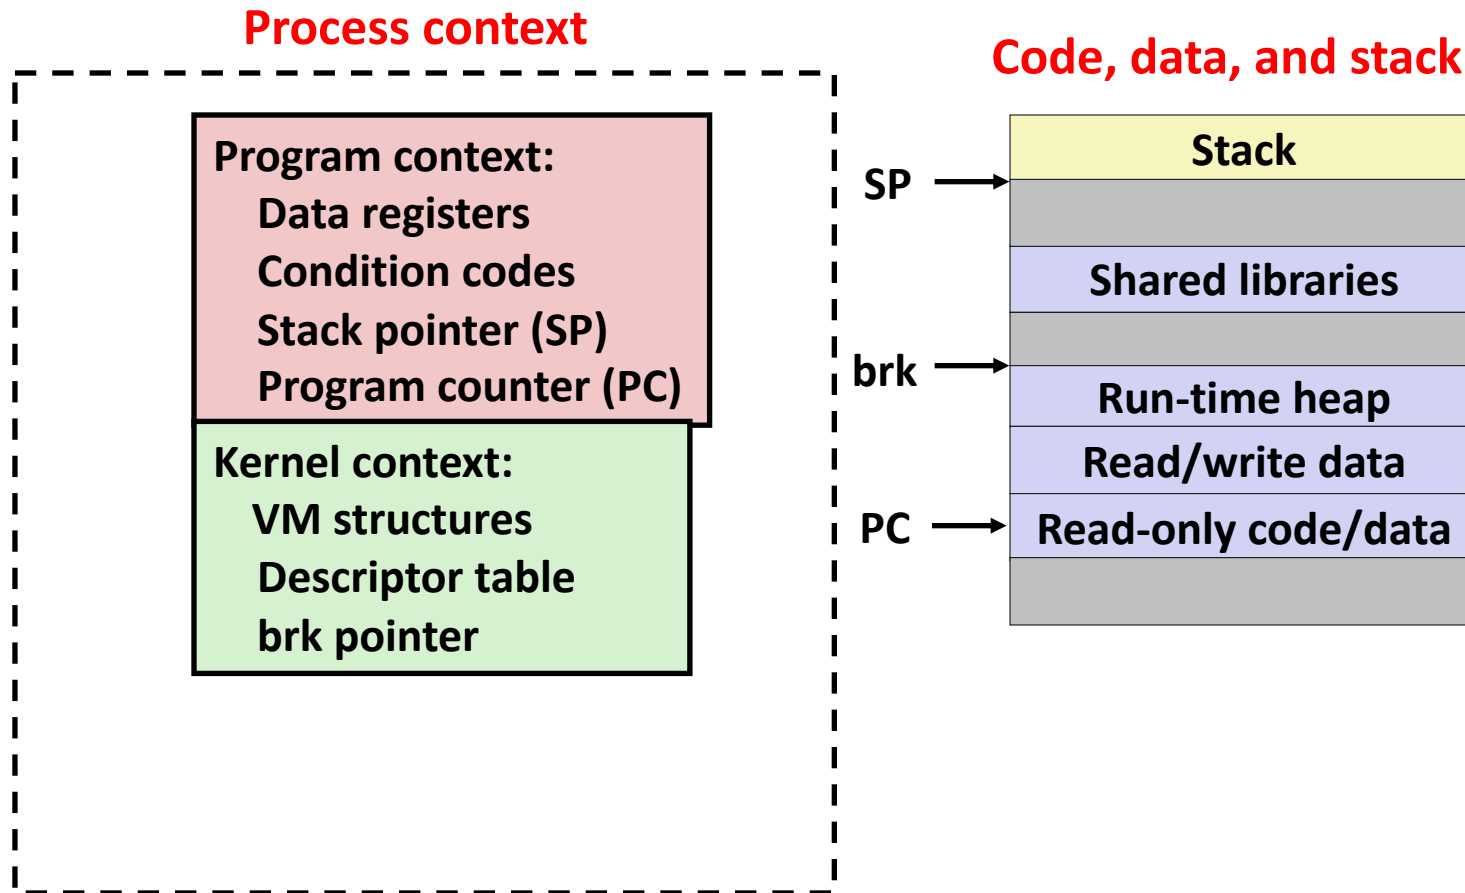 Process context
Program context:
Data registers
Condition codes
Stack pointer (SP)
Program counter (PC)
Kernel context:
VM structures
Descriptor table
brk pointer
Code, data, and stack
Stack
SP
Shared libraries
brk
Run-time heap
Read/write data
PC
Read-only code/data